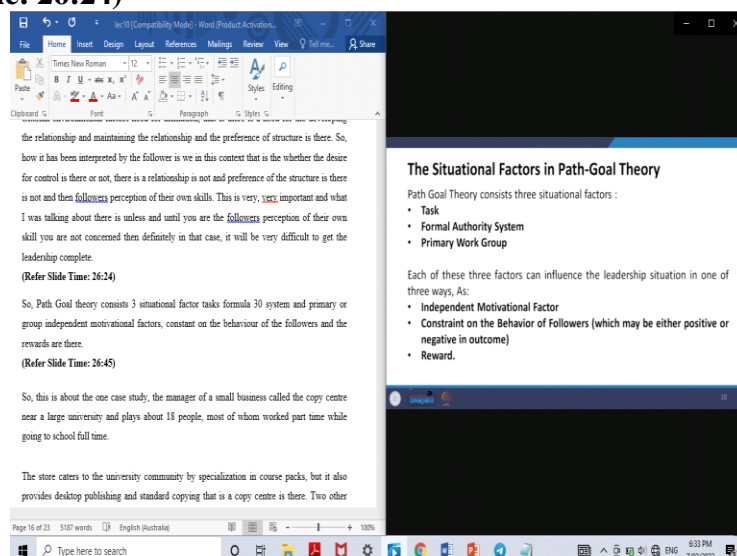 lec10 [Compatibility Mode] - Word (Product Activation...
File Home Insert Design Layout References Mailings Review View Tell me... Share
Times New Roman 12
Paste
B I U abc x, x²
Aa
Styles Editing
Clipboard Font Paragraph Styles
the relationship and maintaining the relationship and the preference of structure is there. So,
how it has been interpreted by the follower is we in this context that is the whether the desire
for control is there or not, there is a relationship is not and preference of the structure is there
is not and then followers perception of their own skills. This is very, very important and what
I was talking about there is unless and until you are the followers perception of their own
skill you are not concerned then definitely in that case, it will be very difficult to get the
leadership complete.
(Refer Slide Time: 26:24)
So, Path Goal theory consists 3 situational factor tasks formula 30 system and primary or
group independent motivational factors, constant on the behaviour of the followers and the
rewards are there.
(Refer Slide Time: 26:45)
So, this is about the one case study, the manager of a small business called the copy centre
near a large university and plays about 18 people, most of whom worked part time while
going to school full time.
The store caters to the university community by specialization in course packs, but it also
provides desktop publishing and standard copying that is a copy centre is there. Two other
Page 16 of 23 5187 words English (Australia) 100%
Type here to search
The Situational Factors in Path-Goal Theory
Path Goal Theory consists three situational factors :
• Task
• Formal Authority System
• Primary Work Group
Each of these three factors can influence the leadership situation in one of
three ways, As:
• Independent Motivational Factor
• Constraint on the Behavior of Followers (which may be either positive or
negative in outcome)
• Reward.
18
ENG 6:33 PM